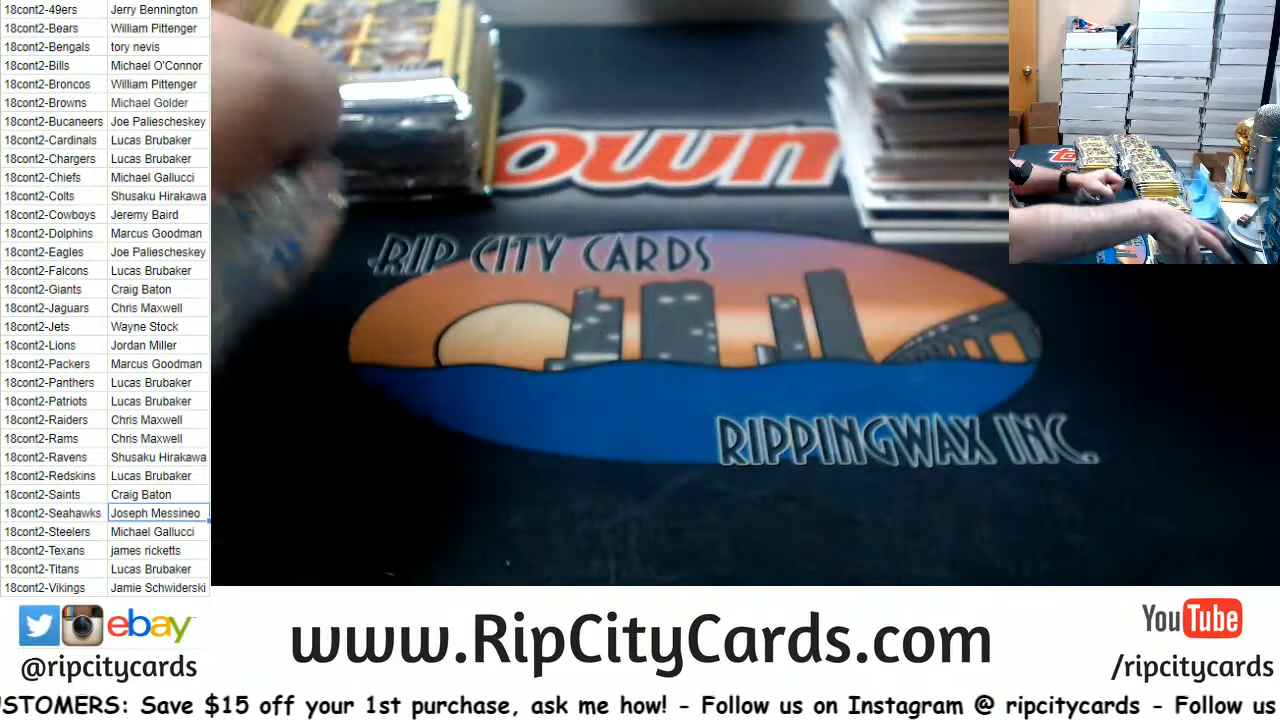 18cont2-49ers Jerry Bennington
18cont2-Bears William Pittenger
18cont2-Bengals tory nevis
18cont2-Bills Michael O'Connor
18cont2-Broncos William Pittenger
18cont2-Browns Michael Golder
18cont2-Bucaneers Joe Paliescheskey
18cont2-Cardinals Lucas Brubaker
18cont2-Chargers Lucas Brubaker
18cont2-Chiefs Michael Gallucci
18cont2-Colts Shusaku Hirakawa
18cont2-Cowboys Jeremy Baird
18cont2-Dolphins Marcus Goodman
18cont2-Eagles Joe Paliescheskey
18cont2-Falcons Lucas Brubaker
18cont2-Giants Craig Baton
18cont2-Jaguars Chris Maxwell
18cont2-Jets Wayne Stock
18cont2-Lions Jordan Miller
18cont2-Packers Marcus Goodman
18cont2-Panthers Lucas Brubaker
18cont2-Patriots Lucas Brubaker
18cont2-Raiders Chris Maxwell
18cont2-Rams Chris Maxwell
18cont2-Ravens Shusaku Hirakawa
18cont2-Redskins Lucas Brubaker
18cont2-Saints Craig Baton
18cont2-Seahawks Joseph Messineo
18cont2-Steelers Michael Gallucci
18cont2-Texans james ricketts
18cont2-Titans Lucas Brubaker
18cont2-Vikings Jamie Schwiderski
own
RIP CITY CARDS
RIPPINGWAX INC.
ebay
@ripcitycards
www.RipCityCards.com
YouTube
/ripcitycards
USTOMERS: Save $15 off your 1st purchase, ask me how! - Follow us on Instagram @ ripcitycards - Follow us